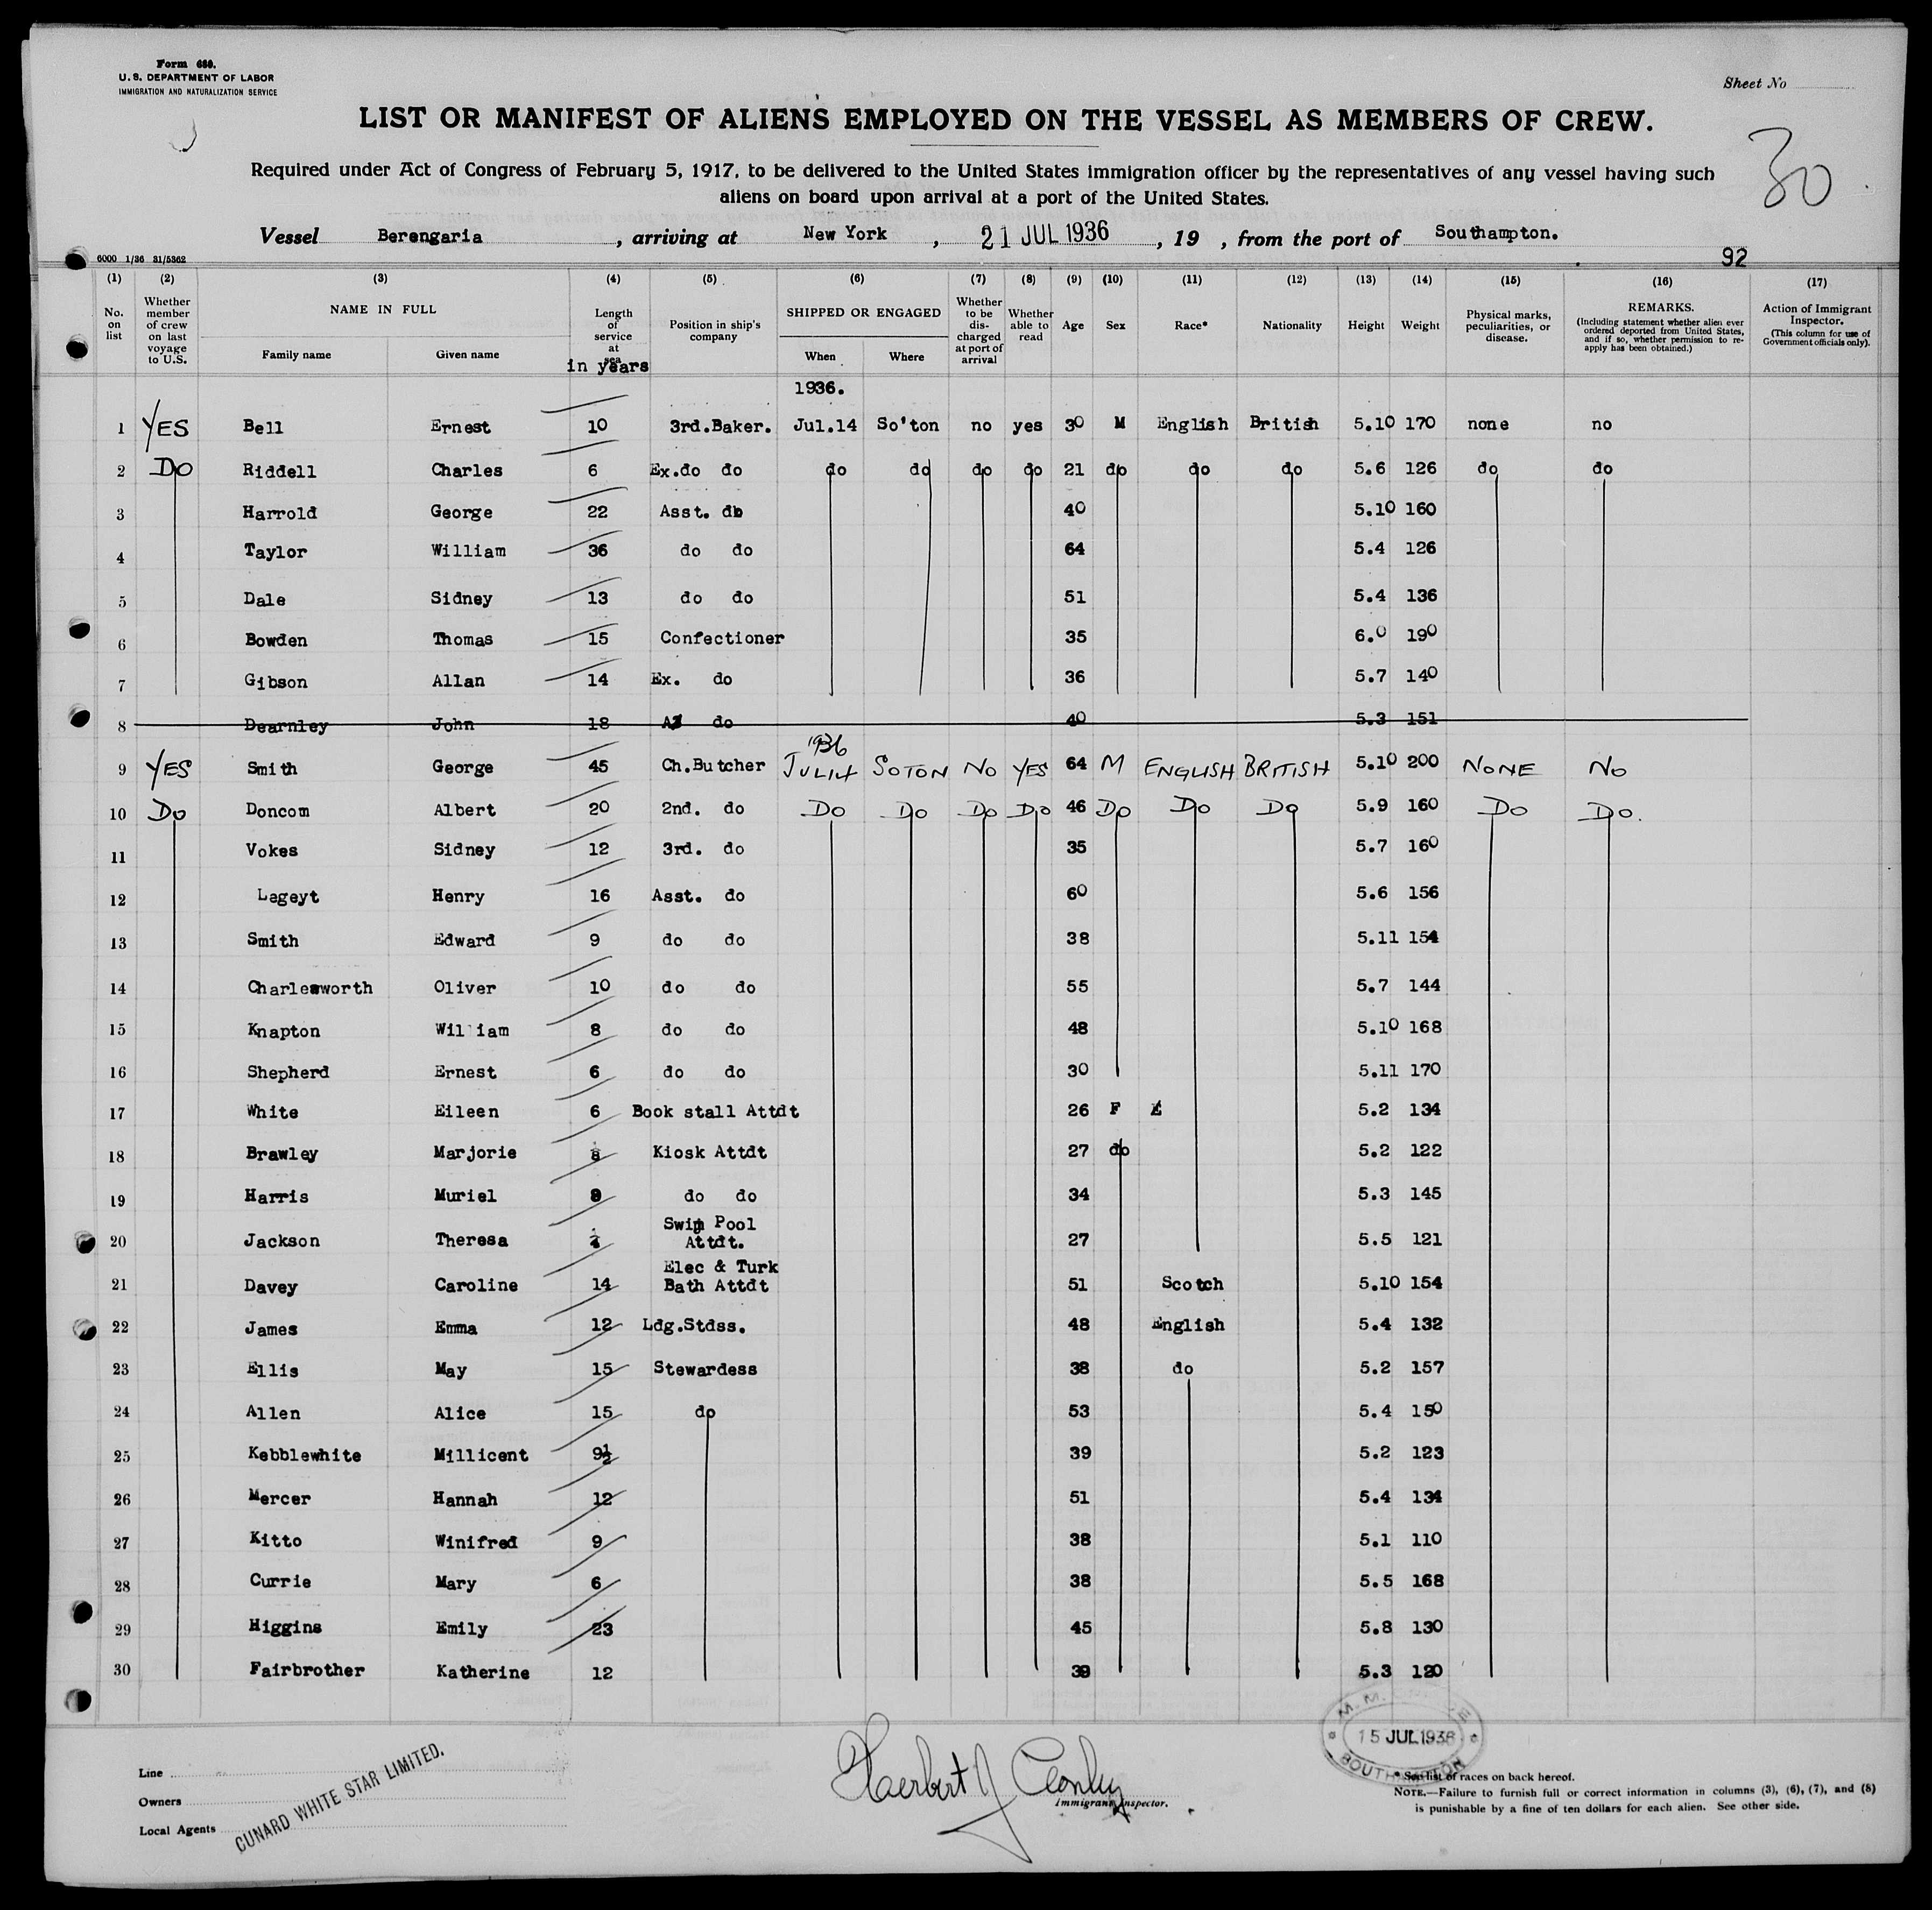 Form 680.
U. S. DEPARTMENT OF LABOR
IMMIGRATION AND NATURALIZATION SERVICE
Sheet No
LIST OR MANIFEST OF ALIENS EMPLOYED ON THE VESSEL AS MEMBERS OF CREW.
30
Required under Act of Congress of February 5, 1917, to be delivered to the United States immigration officer by the representatives of any vessel having such
aliens on board upon arrival at a port of the United States.
Vessel Berengaria , arriving at New York , 21 JUL 1936 , 19 , from the port of Southampton.
6000 1/36 31/5362
92
(1) (2) (3) (4) (5) (6) (7) (8) (9) (10) (11) (12) (13) (14) (15) (16) (17)
No. on list
Whether member of crew on last voyage to U.S.
NAME IN FULL
Family name Given name
Length of service at sea
in years
Position in ship's company
SHIPPED OR ENGAGED
When Where
Whether to be discharged at port of arrival
Whether able to read
Age Sex Race* Nationality Height Weight
Physical marks, peculiarities, or disease.
REMARKS.
(Including statement whether alien ever ordered deported from United States, and if so, whether permission to reapply has been obtained.)
Action of Immigrant Inspector.
(This column for use of Government officials only).
1936.
1 YES Bell Ernest 10 3rd.Baker. Jul.14 So'ton no yes 30 M English British 5.10 170 none no
2 DO Riddell Charles 6 Ex.do do do do do do 21 do do do 5.6 126 do do
3 Harrold George 22 Asst. do 40 5.10 160
4 Taylor William 36 do do 64 5.4 126
5 Dale Sidney 13 do do 51 5.4 136
6 Bowden Thomas 15 Confectioner 35 6.0 190
7 Gibson Allan 14 Ex. do 36 5.7 140
8 Dearnley John 18 do 40 5.3 151
1936
9 YES Smith George 45 Ch.Butcher JUL14 SOTON NO YES 64 M ENGLISH BRITISH 5.10 200 NONE NO
10 DO Doncom Albert 20 2nd. do DO DO DO DO 46 DO DO DO 5.9 160 DO DO.
11 Vokes Sidney 12 3rd. do 35 5.7 160
12 Legeyt Henry 16 Asst. do 60 5.6 156
13 Smith Edward 9 do do 38 5.11 154
14 Charlesworth Oliver 10 do do 55 5.7 144
15 Knapton William 8 do do 48 5.10 168
16 Shepherd Ernest 6 do do 30 5.11 170
17 White Eileen 6 Book stall Attdt 26 F E 5.2 134
18 Brawley Marjorie 8 Kiosk Attdt 27 do 5.2 122
19 Harris Muriel 9 do do 34 5.3 145
20 Jackson Theresa Swim Pool Attdt. 27 5.5 121
21 Davey Caroline 14 Elec & Turk Bath Attdt 51 Scotch 5.10 154
22 James Emma 12 Ldg.Stdss. 48 English 5.4 132
23 Ellis May 15 Stewardess 38 do 5.2 157
24 Allen Alice 15 do 53 5.4 150
25 Kebblewhite Millicent 9½ 39 5.2 123
26 Mercer Hannah 12 51 5.4 134
27 Kitto Winifred 9 38 5.1 110
28 Currie Mary 6 38 5.5 168
29 Higgins Emily 23 45 5.8 130
30 Fairbrother Katherine 12 39 5.3 120
15 JUL 1936
SOUTHAMPTON
Line
Owners
Local Agents
CUNARD WHITE STAR LIMITED.
Immigrant Inspector.
* See list of races on back hereof.
NOTE.—Failure to furnish full or correct information in columns (3), (6), (7), and (8)
is punishable by a fine of ten dollars for each alien. See other side.